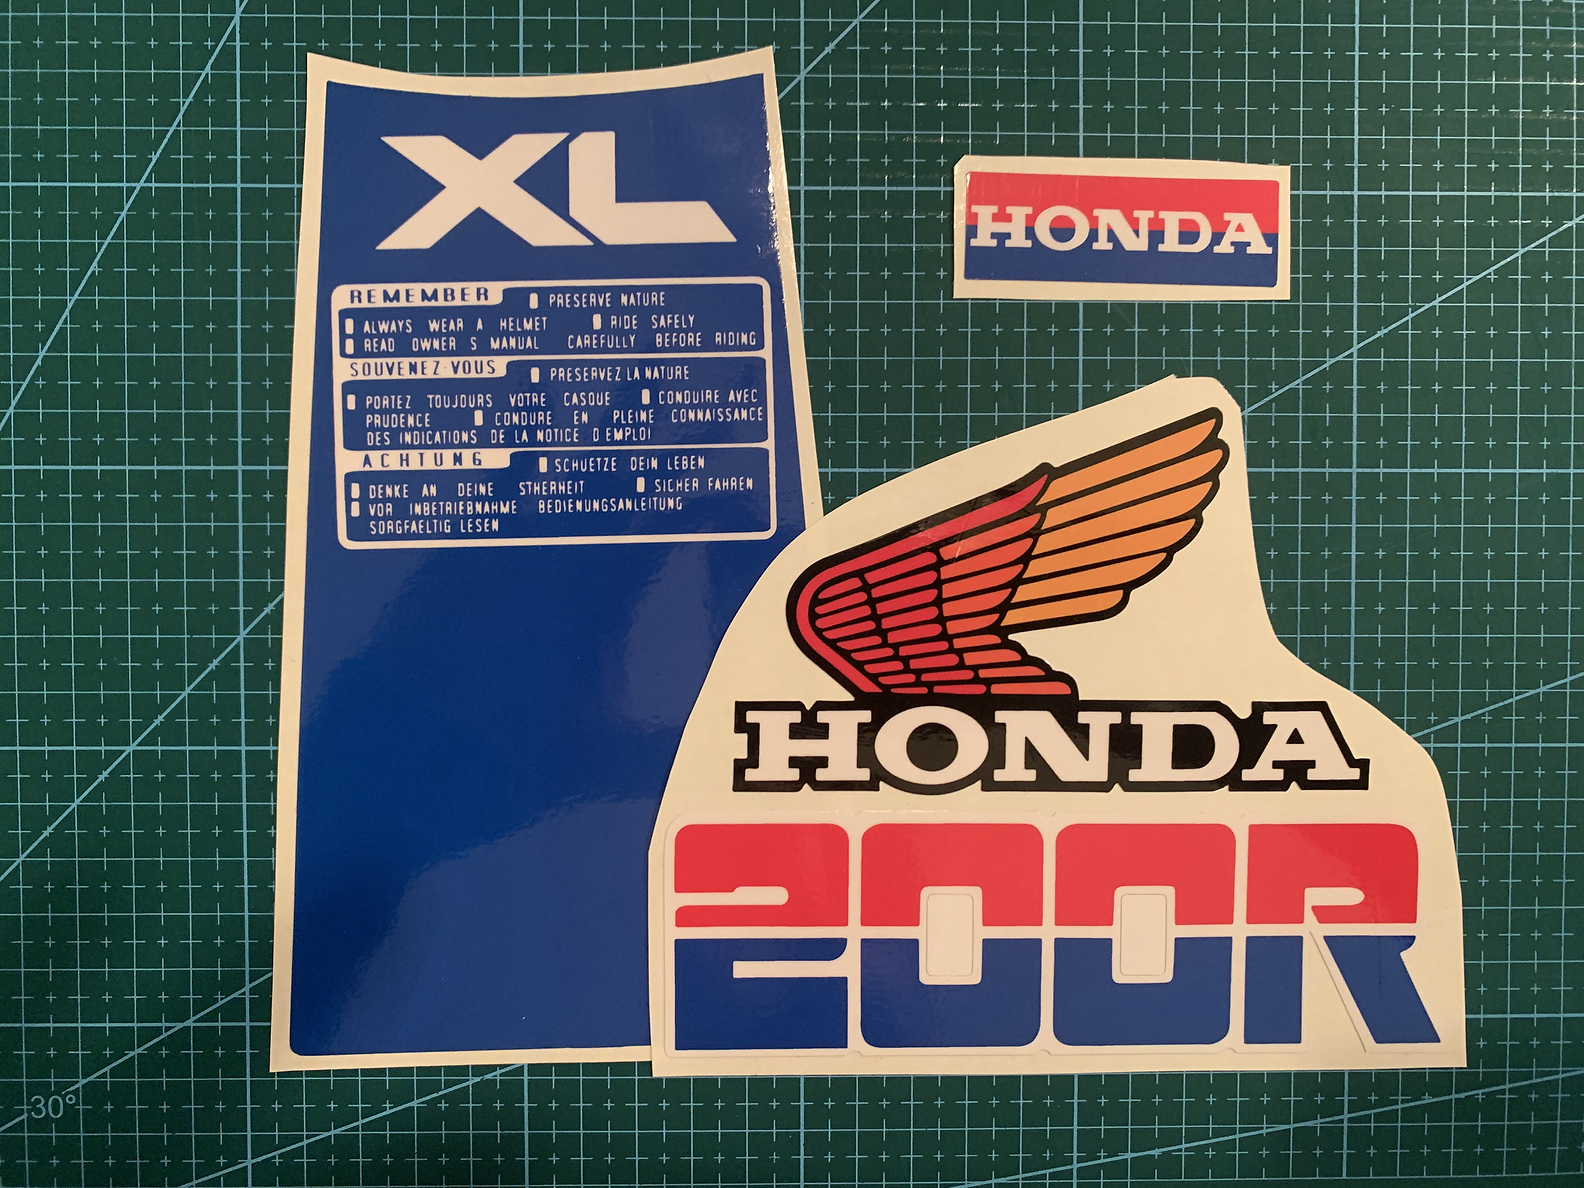 XL
REMEMBER
PRESERVE NATURE
ALWAYS WEAR A HELMET RIDE SAFELY
READ OWNER S MANUAL CAREFULLY BEFORE RIDING
SOUVENEZ-VOUS
PRESERVEZ LA NATURE
PORTEZ TOUJOURS VOTRE CASQUE CONDUIRE AVEC
PRUDENCE CONDURE EN PLEINE CONNAISSANCE
DES INDICATIONS DE LA NOTICE D EMPLOI
ACHTUNG
SCHUETZE DEIN LEBEN
DENKE AN DEINE STHERHEIT SICHER FAHREN
VOR INBETRIEBNAHME BEDIENUNGSANLEITUNG
SORGFAELTIG LESEN
HONDA
HONDA
200R
30°